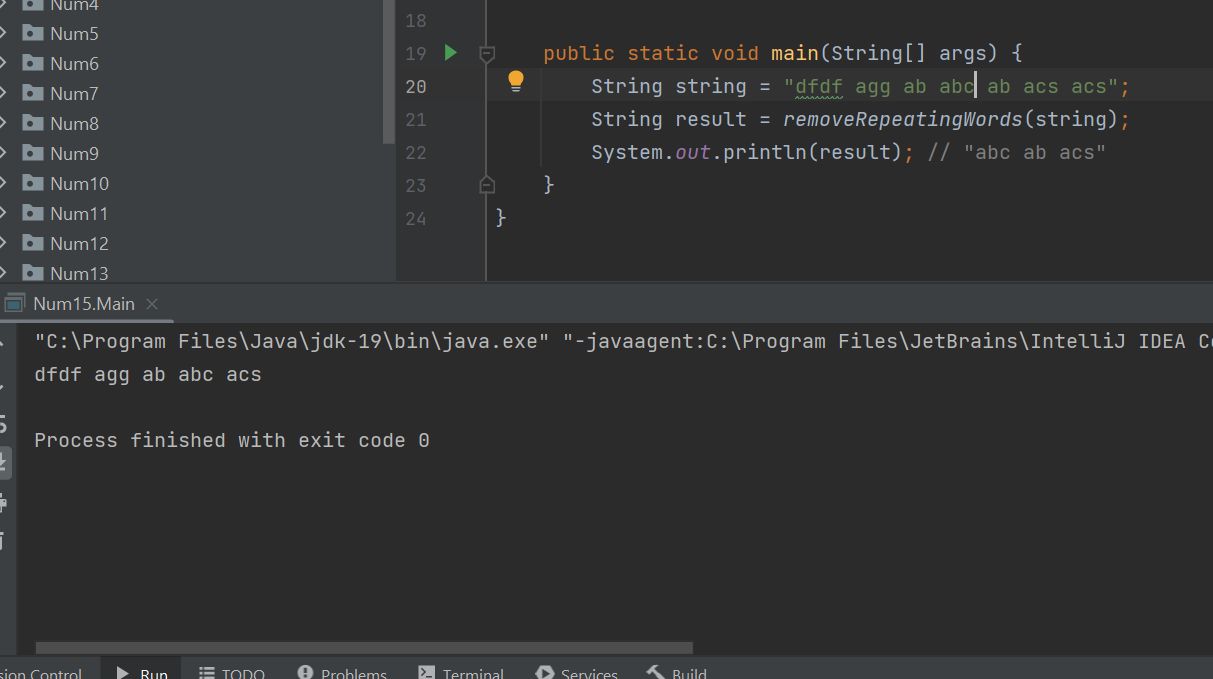 Num4
Num5
Num6
Num7
Num8
Num9
Num10
Num11
Num12
Num13
18
19 public static void main(String[] args) {
20 String string = "dfdf agg ab abc ab acs acs";
21 String result = removeRepeatingWords(string);
22 System.out.println(result); // "abc ab acs"
23 }
24 }
Num15.Main
"C:\Program Files\Java\jdk-19\bin\java.exe" "-javaagent:C:\Program Files\JetBrains\IntelliJ IDEA C
dfdf agg ab abc acs
Process finished with exit code 0
sion Control Run TODO Problems Terminal Services Build